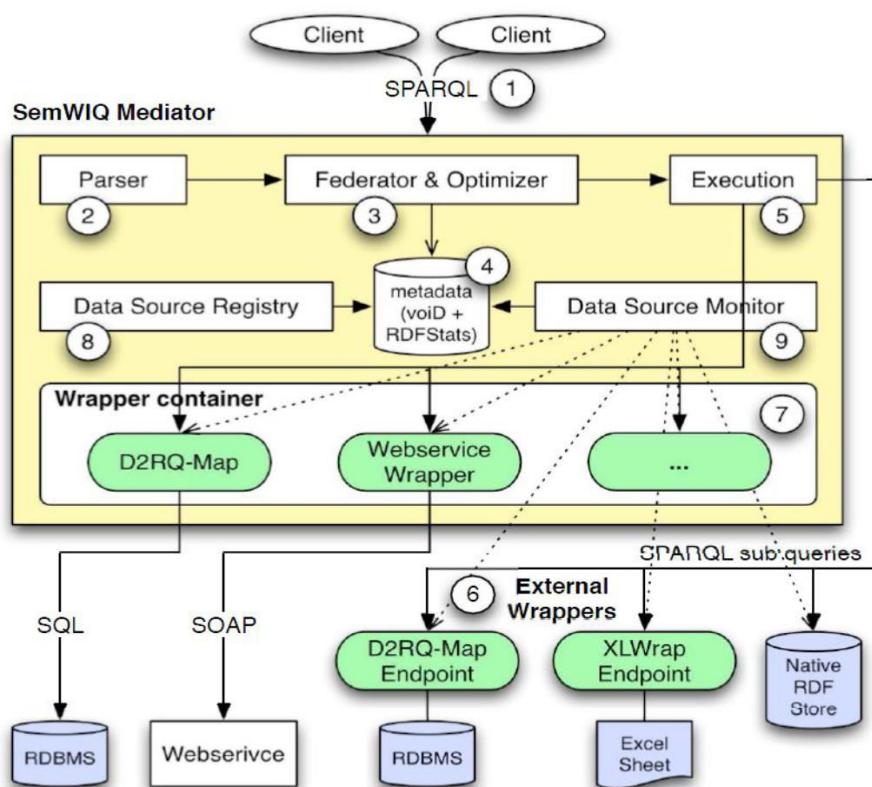 Client
Client
SPARQL
1
SemWIQ Mediator
Parser
Federator & Optimizer
Execution
2
3
5
4
metadata
(voiD +
RDFStats)
Data Source Registry
Data Source Monitor
8
9
Wrapper container
7
D2RQ-Map
Webservice
Wrapper
...
SPARQL sub.queries
6
External
Wrappers
SQL
SOAP
D2RQ-Map
Endpoint
XLWrap
Endpoint
Native
RDF
Store
RDBMS
Webserivce
RDBMS
Excel
Sheet